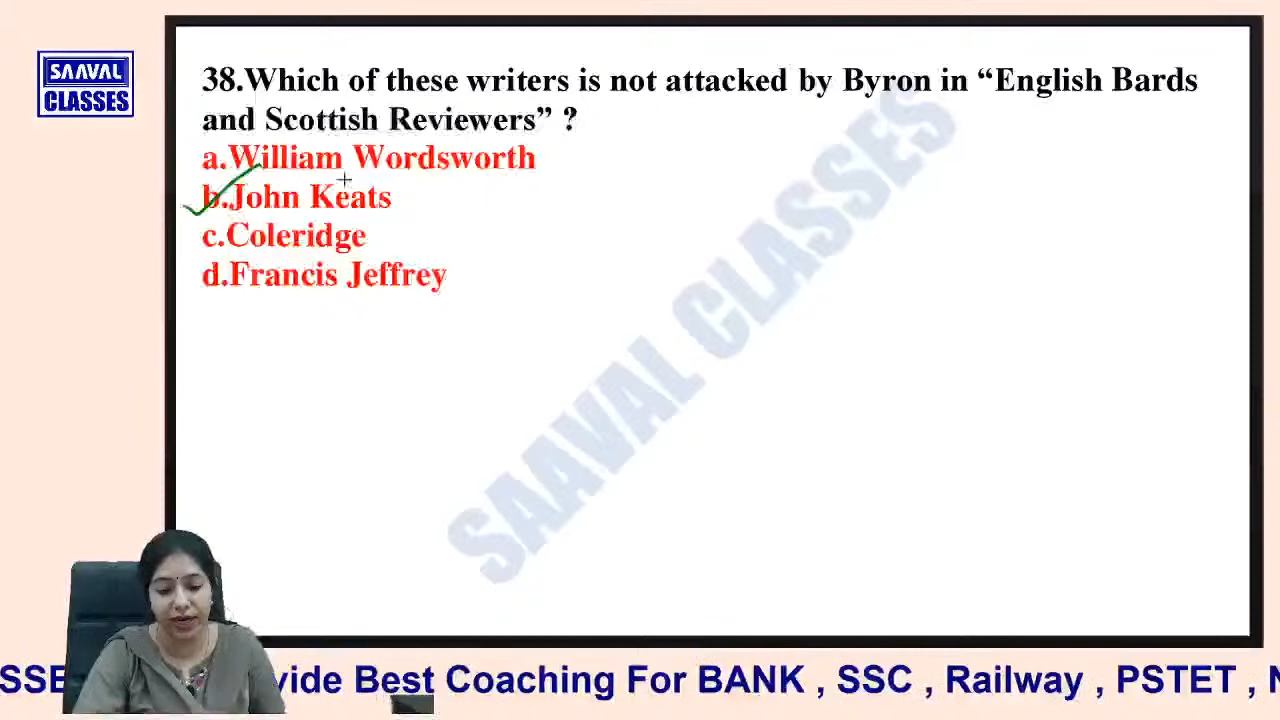 SAAVAL
CLASSES
38.Which of these writers is not attacked by Byron in “English Bards
and Scottish Reviewers” ?
a.William Wordsworth
b.John Keats
c.Coleridge
d.Francis Jeffrey
SAAVAL CLASSES
SSE vide Best Coaching For BANK , SSC , Railway , PSTET , N